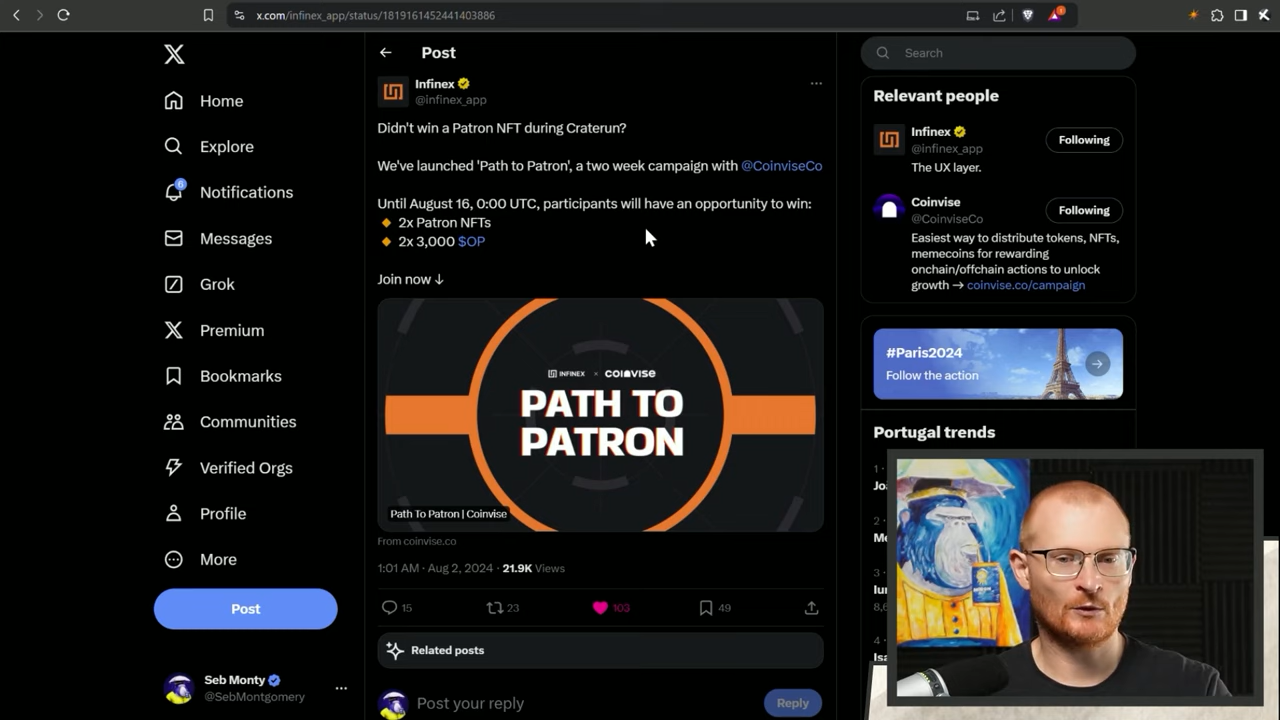 x.com/infinex_app/status/1819161452441403886
1
Home
Explore
6
Notifications
Messages
Grok
Premium
Bookmarks
Communities
Verified Orgs
Profile
More
Post
Seb Monty
@SebMontgomery
Post
Infinex
@infinex_app
Didn't win a Patron NFT during Craterun?
We've launched 'Path to Patron', a two week campaign with @CoinviseCo
Until August 16, 0:00 UTC, participants will have an opportunity to win:
🔸 2x Patron NFTs
🔸 2x 3,000 $OP
Join now ↓
INFINEX × COINVISE
PATH TO
PATRON
Path To Patron | Coinvise
From coinvise.co
1:01 AM · Aug 2, 2024 · 21.9K Views
15 23 103 49
Related posts
Post your reply
Reply
Search
Relevant people
Infinex
@infinex_app
Following
The UX layer.
Coinvise
@CoinviseCo
Following
Easiest way to distribute tokens, NFTs,
memecoins for rewarding
onchain/offchain actions to unlock
growth → coinvise.co/campaign
#Paris2024
Follow the action
Portugal trends
1
2
3
4